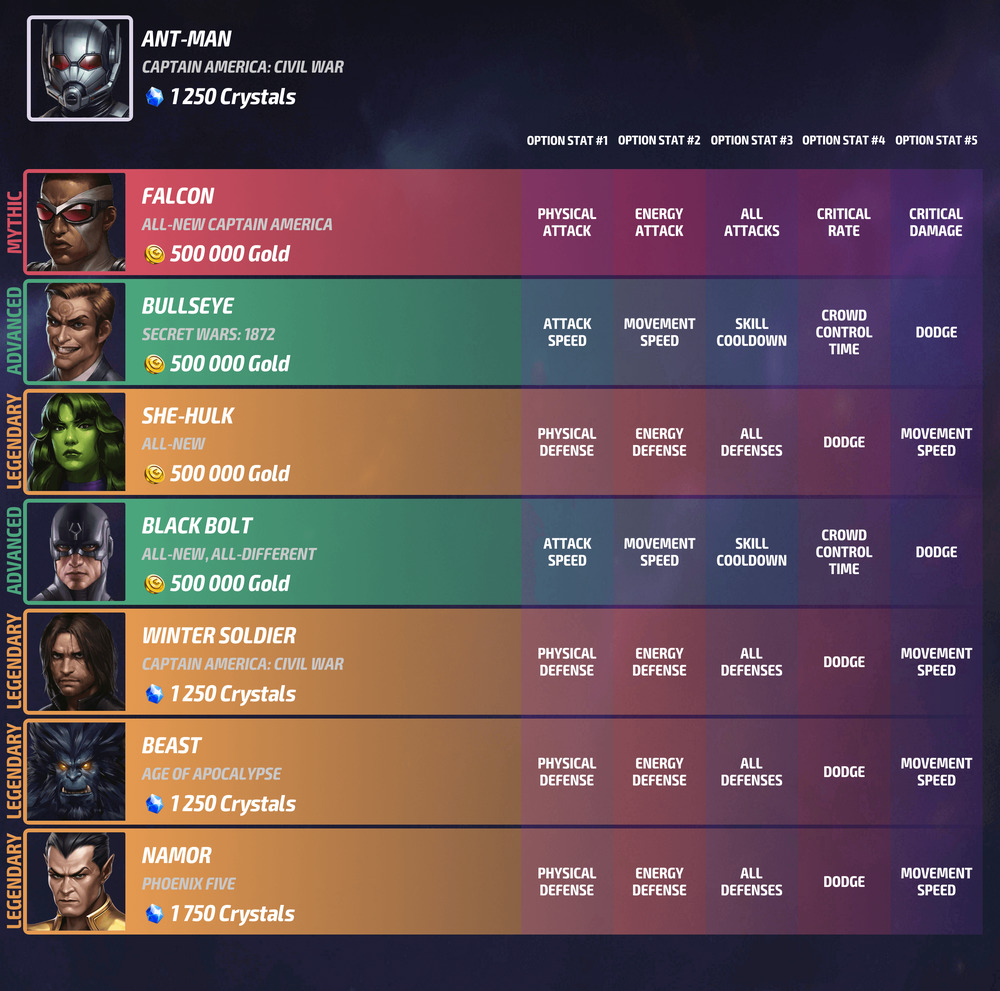 ANT-MAN
CAPTAIN AMERICA: CIVIL WAR
1 250 Crystals
OPTION STAT #1 OPTION STAT #2 OPTION STAT #3 OPTION STAT #4 OPTION STAT #5
MYTHIC
FALCON
ALL-NEW CAPTAIN AMERICA
500 000 Gold
PHYSICAL
ATTACK
ENERGY
ATTACK
ALL
ATTACKS
CRITICAL
RATE
CRITICAL
DAMAGE
ADVANCED
BULLSEYE
SECRET WARS: 1872
500 000 Gold
ATTACK
SPEED
MOVEMENT
SPEED
SKILL
COOLDOWN
CROWD
CONTROL
TIME
DODGE
LEGENDARY
SHE-HULK
ALL-NEW
500 000 Gold
PHYSICAL
DEFENSE
ENERGY
DEFENSE
ALL
DEFENSES
DODGE
MOVEMENT
SPEED
ADVANCED
BLACK BOLT
ALL-NEW, ALL-DIFFERENT
500 000 Gold
ATTACK
SPEED
MOVEMENT
SPEED
SKILL
COOLDOWN
CROWD
CONTROL
TIME
DODGE
LEGENDARY
WINTER SOLDIER
CAPTAIN AMERICA: CIVIL WAR
1 250 Crystals
PHYSICAL
DEFENSE
ENERGY
DEFENSE
ALL
DEFENSES
DODGE
MOVEMENT
SPEED
LEGENDARY
BEAST
AGE OF APOCALYPSE
1 250 Crystals
PHYSICAL
DEFENSE
ENERGY
DEFENSE
ALL
DEFENSES
DODGE
MOVEMENT
SPEED
LEGENDARY
NAMOR
PHOENIX FIVE
1 750 Crystals
PHYSICAL
DEFENSE
ENERGY
DEFENSE
ALL
DEFENSES
DODGE
MOVEMENT
SPEED